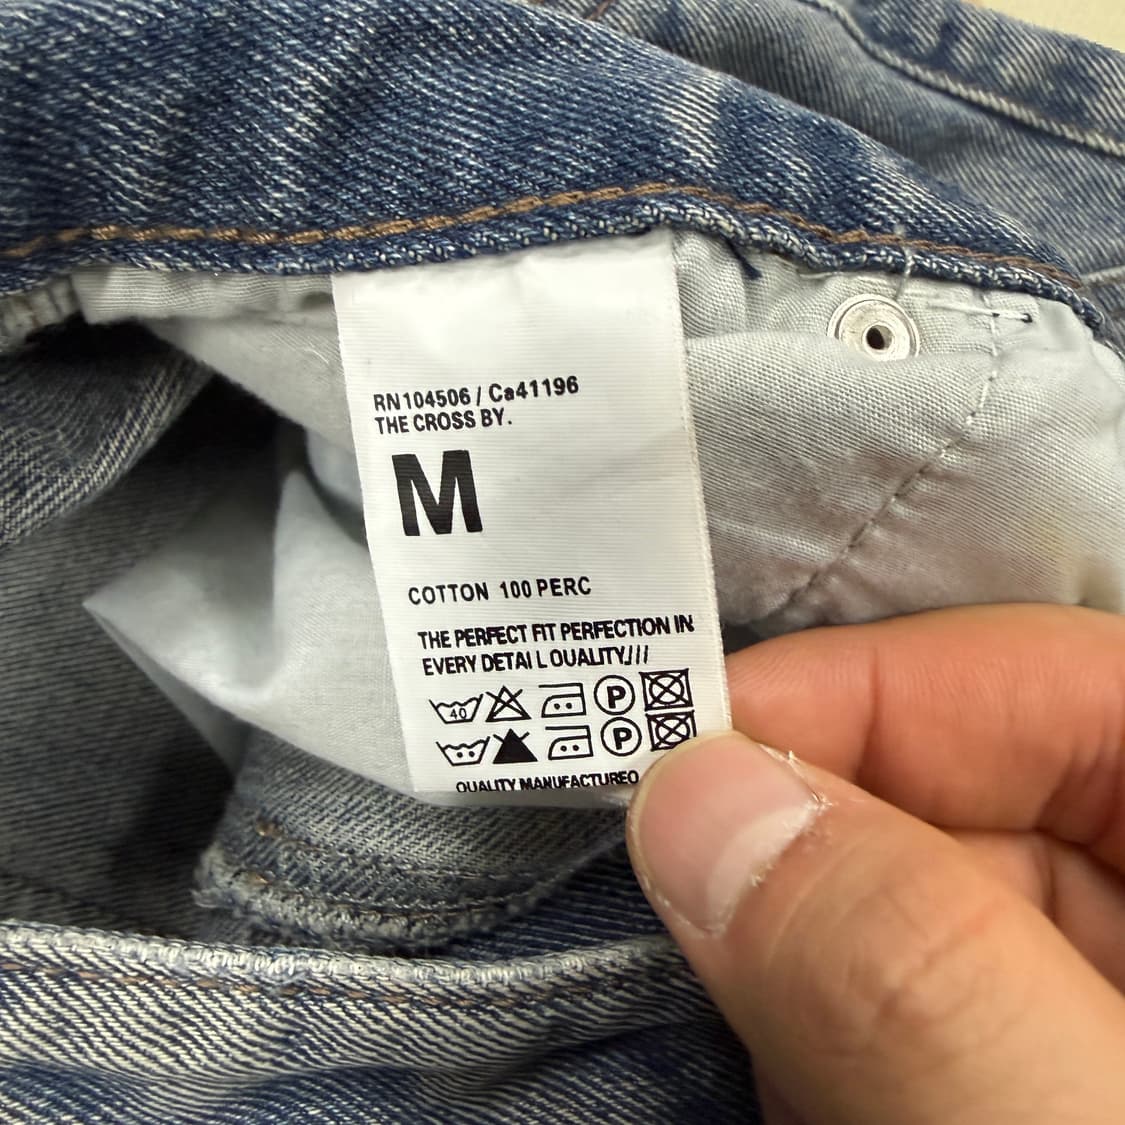 RN104506 / Ca41196
THE CROSS BY.
M
COTTON 100 PERC
THE PERFECT FIT PERFECTION IN
EVERY DETAI L OUALITY///
40 P
P
QUALITY MANUFACTUREO